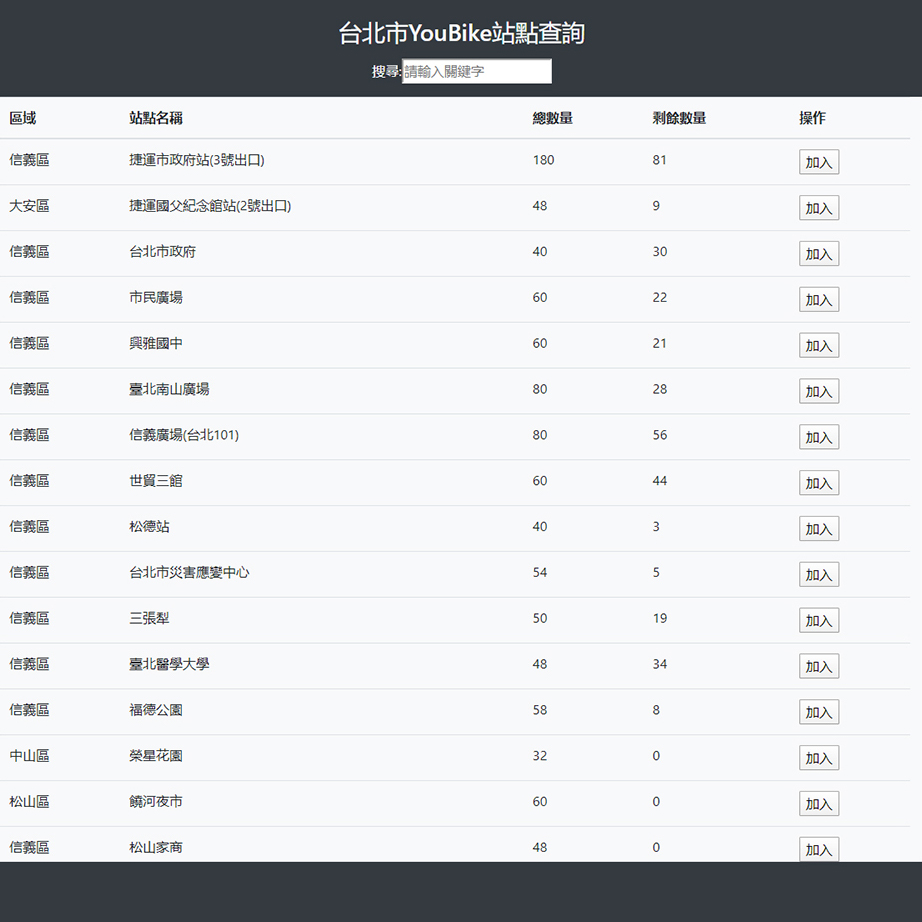 台北市YouBike站點查詢
搜尋:請輸入關鍵字
區域 站點名稱 總數量 剩餘數量 操作
信義區 捷運市政府站(3號出口) 180 81 加入
大安區 捷運國父紀念館站(2號出口) 48 9 加入
信義區 台北市政府 40 30 加入
信義區 市民廣場 60 22 加入
信義區 興雅國中 60 21 加入
信義區 臺北南山廣場 80 28 加入
信義區 信義廣場(台北101) 80 56 加入
信義區 世貿三館 60 44 加入
信義區 松德站 40 3 加入
信義區 台北市災害應變中心 54 5 加入
信義區 三張犁 50 19 加入
信義區 臺北醫學大學 48 34 加入
信義區 福德公園 58 8 加入
中山區 榮星花園 32 0 加入
松山區 饒河夜市 60 0 加入
信義區 松山家商 48 0 加入